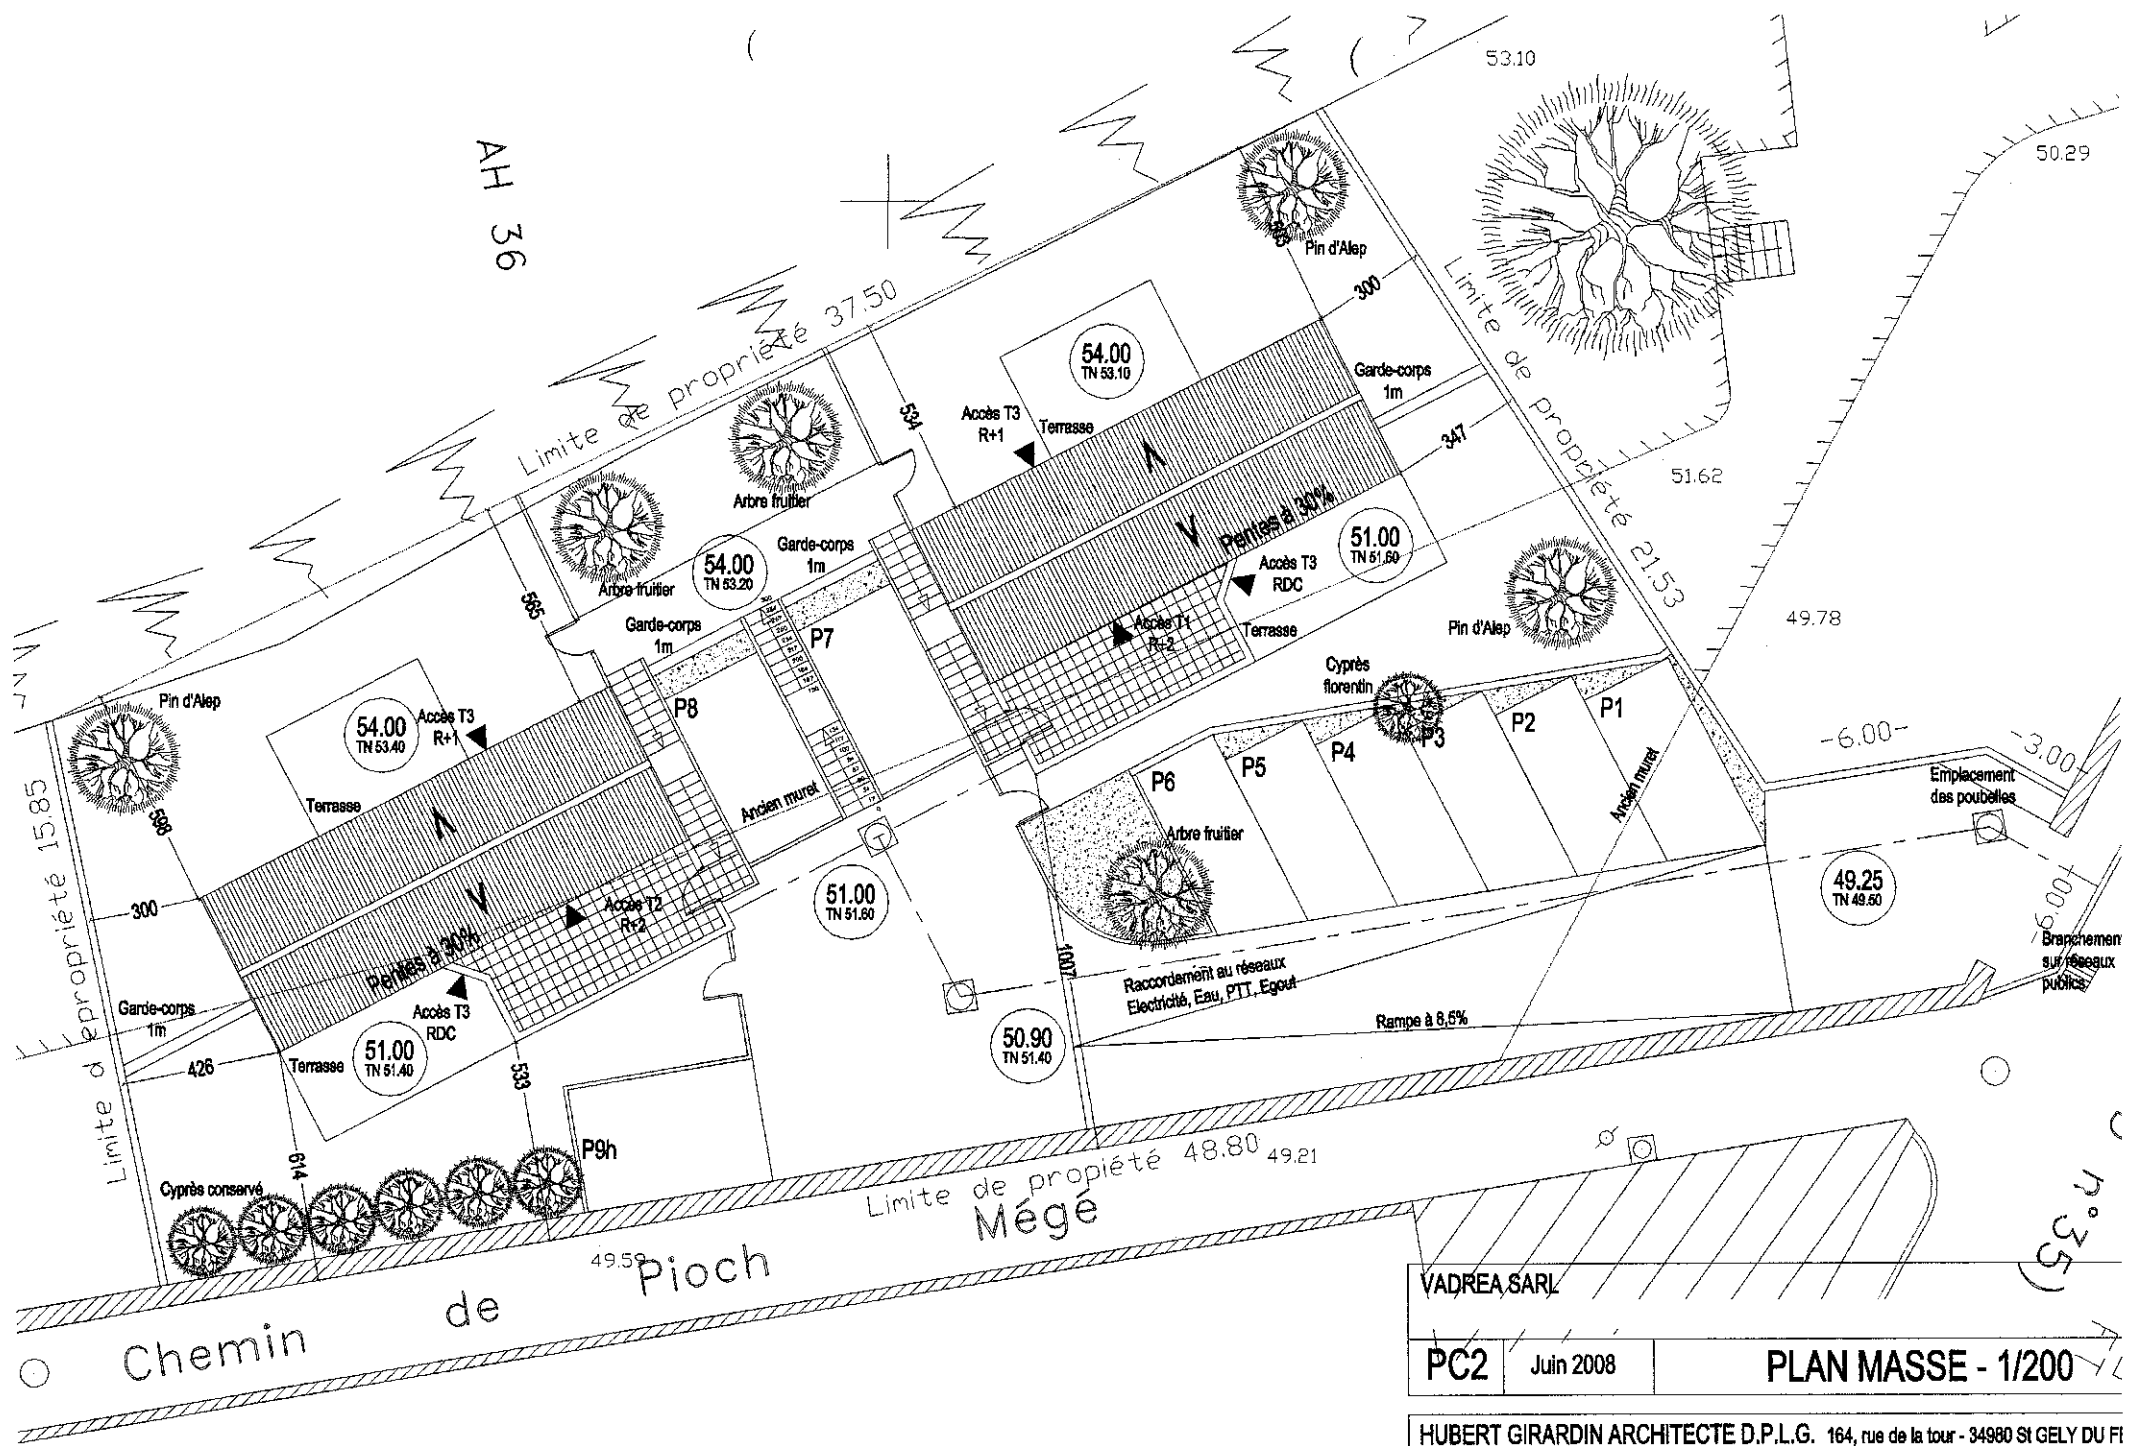 53.10
50.29
AH 36
Pin d'Alep
Limite de propriété 37.50
300
54.00
TN 53.10
Garde-corps
1m
Accès T3
R+1
Terrasse
534
347
Limite de propriété 21.53
51.62
Arbre fruitier
Pentes à 30%
51.00
TN 51.60
Garde-corps
1m
54.00
TN 53.20
Arbre fruitier
Accès T3
RDC
565
Garde-corps
1m
P7
Accès T1
R+2
Terrasse
Pin d'Alep
49.78
Cyprès
florentin
Pin d'Alep
P8
54.00
TN 53.40
Accès T3
R+1
P1
P2
P3
P4
P5
P6
-6.00-
-3.00-
Emplacement
des poubelles
Ancien muret
Ancien muret
Terrasse
598
Limite de propriété 15.85
Arbre fruitier
300
51.00
TN 51.60
49.25
TN 49.50
Accès T2
R+2
Pentes à 30%
1007
-9.00-
Branchement
sur réseaux
publics
Raccordement au réseaux
Electricité, Eau, PTT, Egout
Garde-corps
1m
Accès T3
RDC
Rampe à 8,5%
50.90
TN 51.40
51.00
TN 51.40
Terrasse
426
533
P9h
614
Cyprès conservé
Limite de propiété 48.80
49.21
49.59
Chemin de Pioch Mégé
n°35)
VADREA SARL
PC2
Juin 2008
PLAN MASSE - 1/200
HUBERT GIRARDIN ARCHITECTE D.P.L.G. 164, rue de la tour - 34980 St GELY DU FE